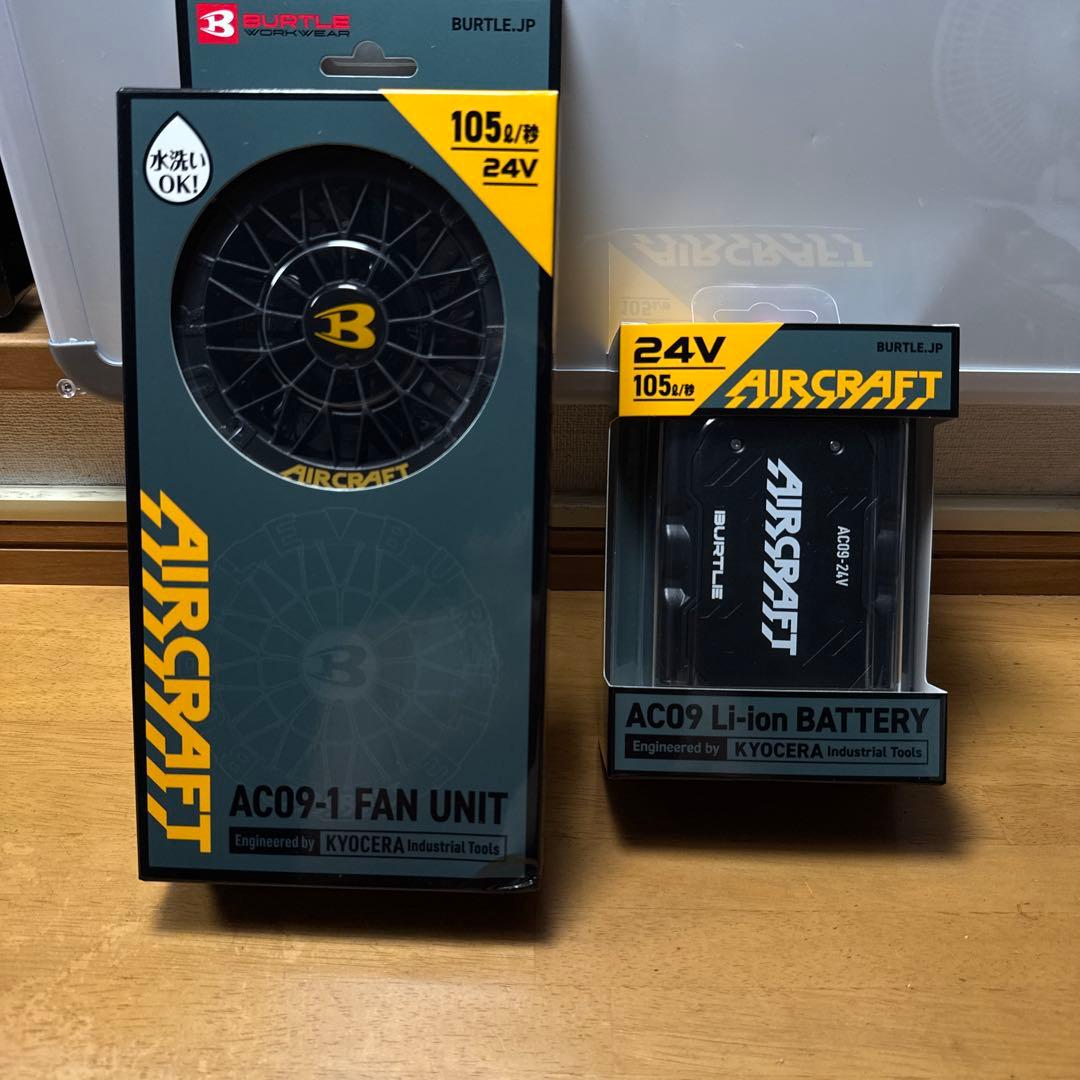 BURTLE
WORKWEAR
BURTLE.JP
水洗い
OK!
105ℓ/秒
24V
B
AIRCRAFT
AIRCRAFT
B
AC09-1 FAN UNIT
Engineered by KYOCERA Industrial Tools
24V
105ℓ/秒
BURTLE.JP
AIRCRAFT
AIRCRAFT
BURTLE
AC09-24V
AC09 Li-ion BATTERY
Engineered by KYOCERA Industrial Tools